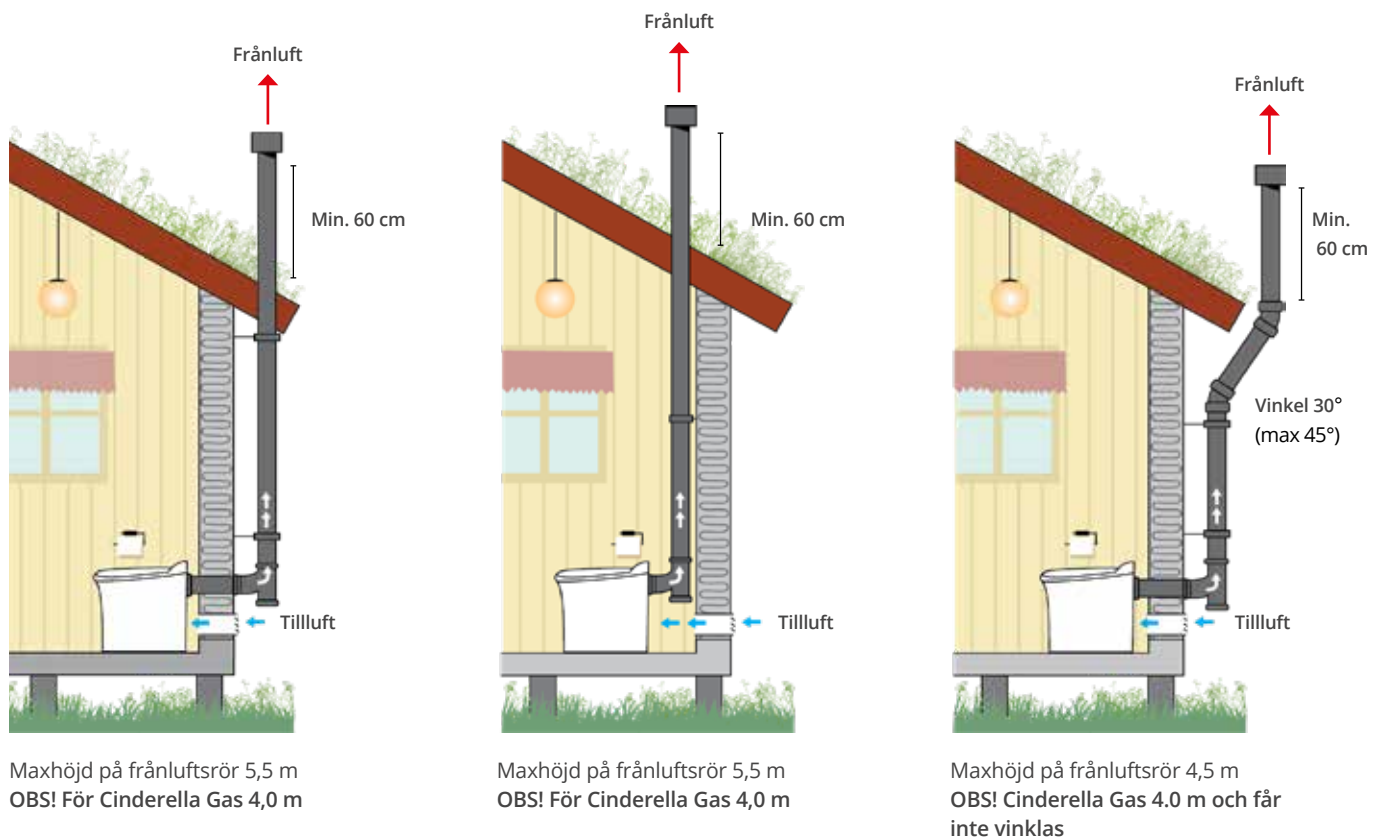 Frånluft
Min. 60 cm
Tillluft
Maxhöjd på frånluftsrör 5,5 m
OBS! För Cinderella Gas 4,0 m
Frånluft
Min. 60 cm
Tillluft
Maxhöjd på frånluftsrör 5,5 m
OBS! För Cinderella Gas 4,0 m
Frånluft
Min.
60 cm
Vinkel 30°
(max 45°)
Tillluft
Maxhöjd på frånluftsrör 4,5 m
OBS! Cinderella Gas 4.0 m och får
inte vinklas